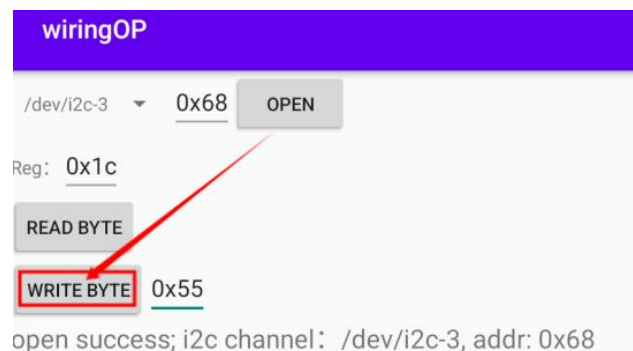 wiringOP
/dev/i2c-3 0x68 OPEN
Reg: 0x1c
READ BYTE
WRITE BYTE 0x55
open success; i2c channel: /dev/i2c-3, addr: 0x68